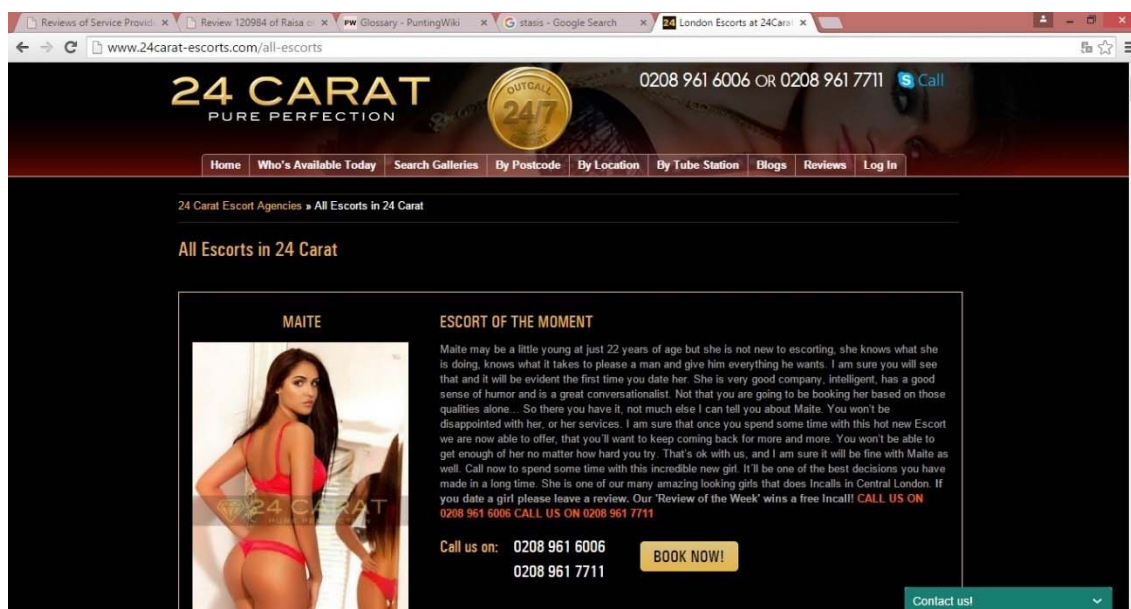 Reviews of Service Provid
Review 120984 of Raisa o
PW Glossary - PuntingWiki
G stasis - Google Search
24 London Escorts at 24Cara
www.24carat-escorts.com/all-escorts
24 CARAT
PURE PERFECTION
OUTCALL
24/7
0208 961 6006 OR 0208 961 7711
S Call
Home
Who's Available Today
Search Galleries
By Postcode
By Location
By Tube Station
Blogs
Reviews
Log In
24 Carat Escort Agencies » All Escorts in 24 Carat
All Escorts in 24 Carat
MAITE
24 CARAT
PURE PERFECTION
ESCORT OF THE MOMENT
Maite may be a little young at just 22 years of age but she is not new to escorting, she knows what she
is doing, knows what it takes to please a man and give him everything he wants. I am sure you will see
that and it will be evident the first time you date her. She is very good company, intelligent, has a good
sense of humor and is a great conversationalist. Not that you are going to be booking her based on those
qualities alone... So there you have it, not much else I can tell you about Maite. You won't be
disappointed with her, or her services. I am sure that once you spend some time with this hot new Escort
we are now able to offer, that you'll want to keep coming back for more and more. You won't be able to
get enough of her no matter how hard you try. That's ok with us, and I am sure it will be fine with Maite as
well. Call now to spend some time with this incredible new girl. It'll be one of the best decisions you have
made in a long time. She is one of our many amazing looking girls that does Incalls in Central London. If
you date a girl please leave a review. Our 'Review of the Week' wins a free Incall! CALL US ON
0208 961 6006 CALL US ON 0208 961 7711
Call us on: 0208 961 6006
0208 961 7711
BOOK NOW!
Contact us!